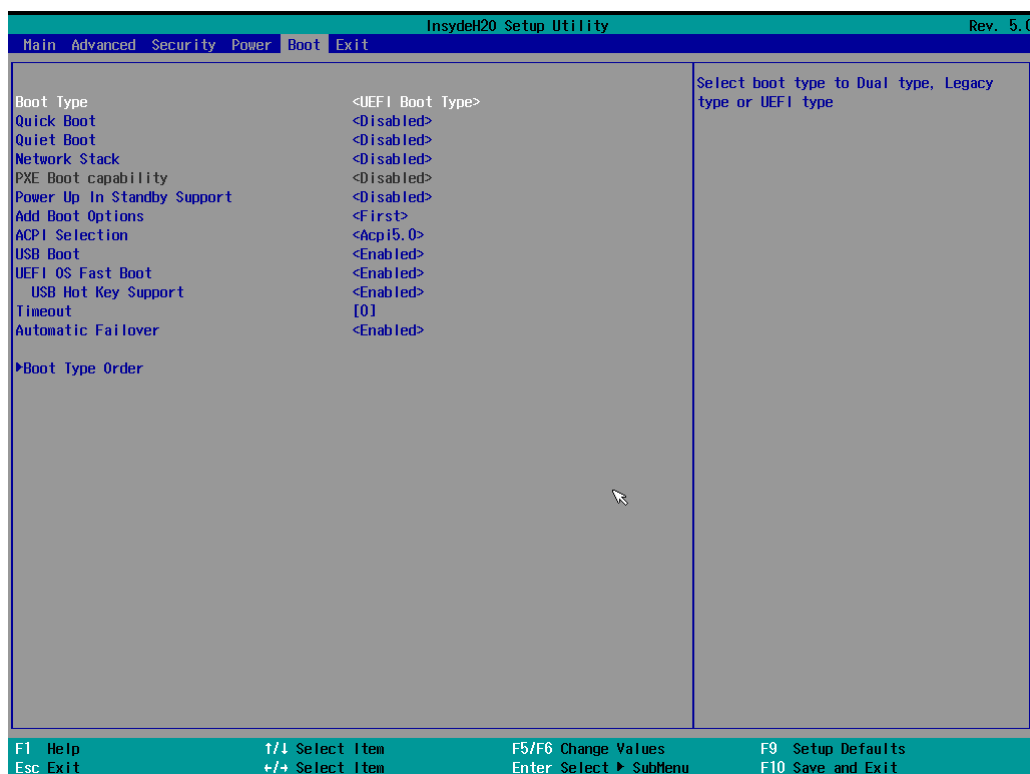 InsydeH20 Setup Utility Rev. 5.0
Main Advanced Security Power Boot Exit
Boot Type <UEFI Boot Type>
Quick Boot <Disabled>
Quiet Boot <Disabled>
Network Stack <Disabled>
PXE Boot capability <Disabled>
Power Up In Standby Support <Disabled>
Add Boot Options <First>
ACPI Selection <Acpi5.0>
USB Boot <Enabled>
UEFI OS Fast Boot <Enabled>
USB Hot Key Support <Enabled>
Timeout [0]
Automatic Failover <Enabled>
▶Boot Type Order
Select boot type to Dual type, Legacy
type or UEFI type
F1 Help ↑/↓ Select Item F5/F6 Change Values F9 Setup Defaults
Esc Exit ←/→ Select Item Enter Select ▶ SubMenu F10 Save and Exit